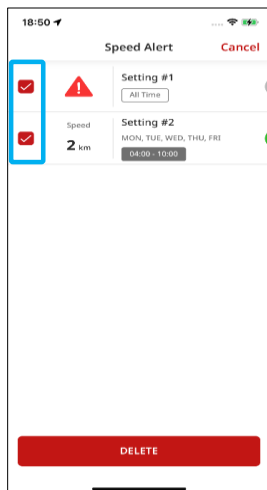 18:50
Speed Alert Cancel
Setting #1
All Time
Speed
2 km
Setting #2
MON, TUE, WED, THU, FRI
04:00 - 10:00
DELETE